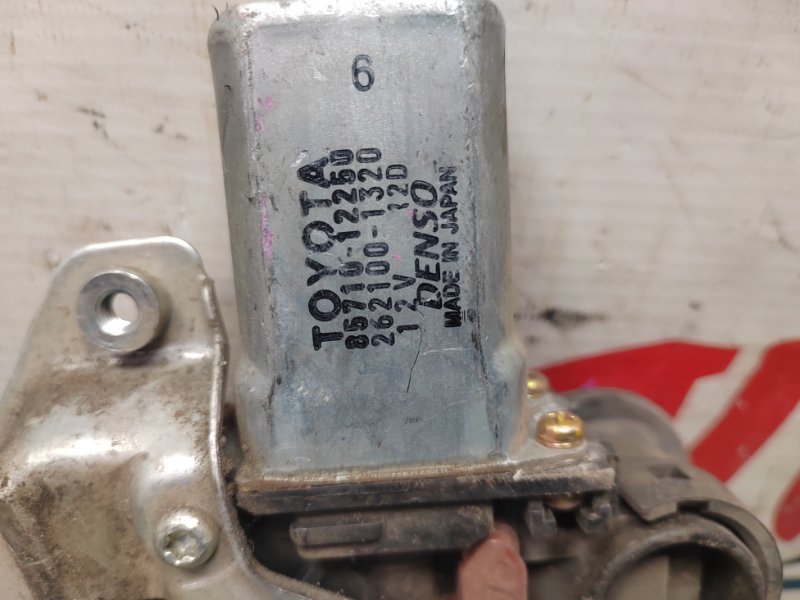 6
TOYOTA
85710-12250
262100-1320
12V 12D
DENSO
MADE IN JAPAN